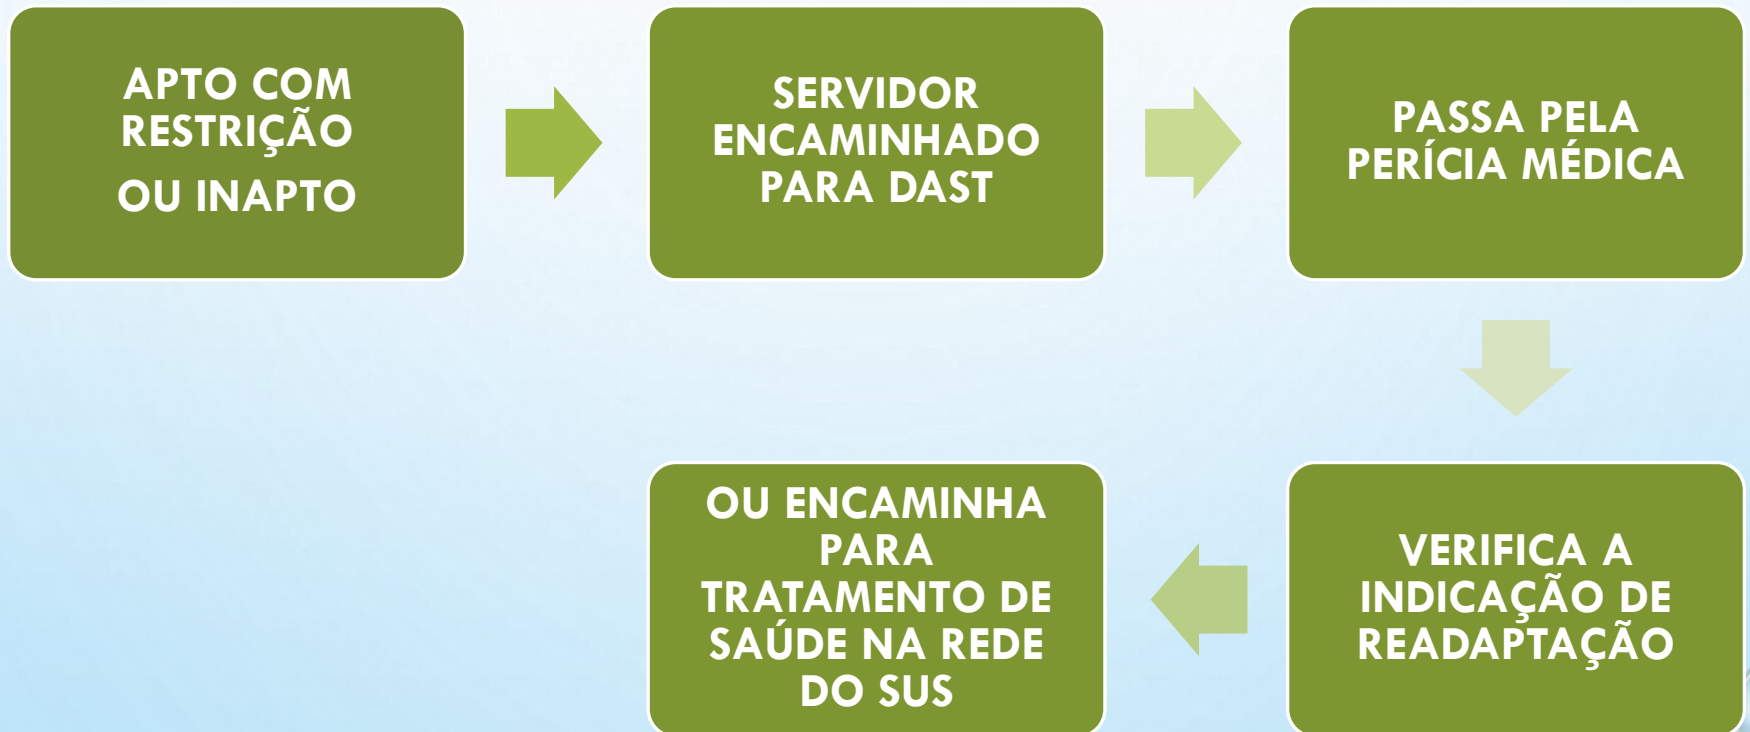 APTO COM
RESTRIÇÃO
OU INAPTO
SERVIDOR
ENCAMINHADO
PARA DAST
PASSA PELA
PERÍCIA MÉDICA
VERIFICA A
INDICAÇÃO DE
READAPTAÇÃO
OU ENCAMINHA
PARA
TRATAMENTO DE
SAÚDE NA REDE
DO SUS